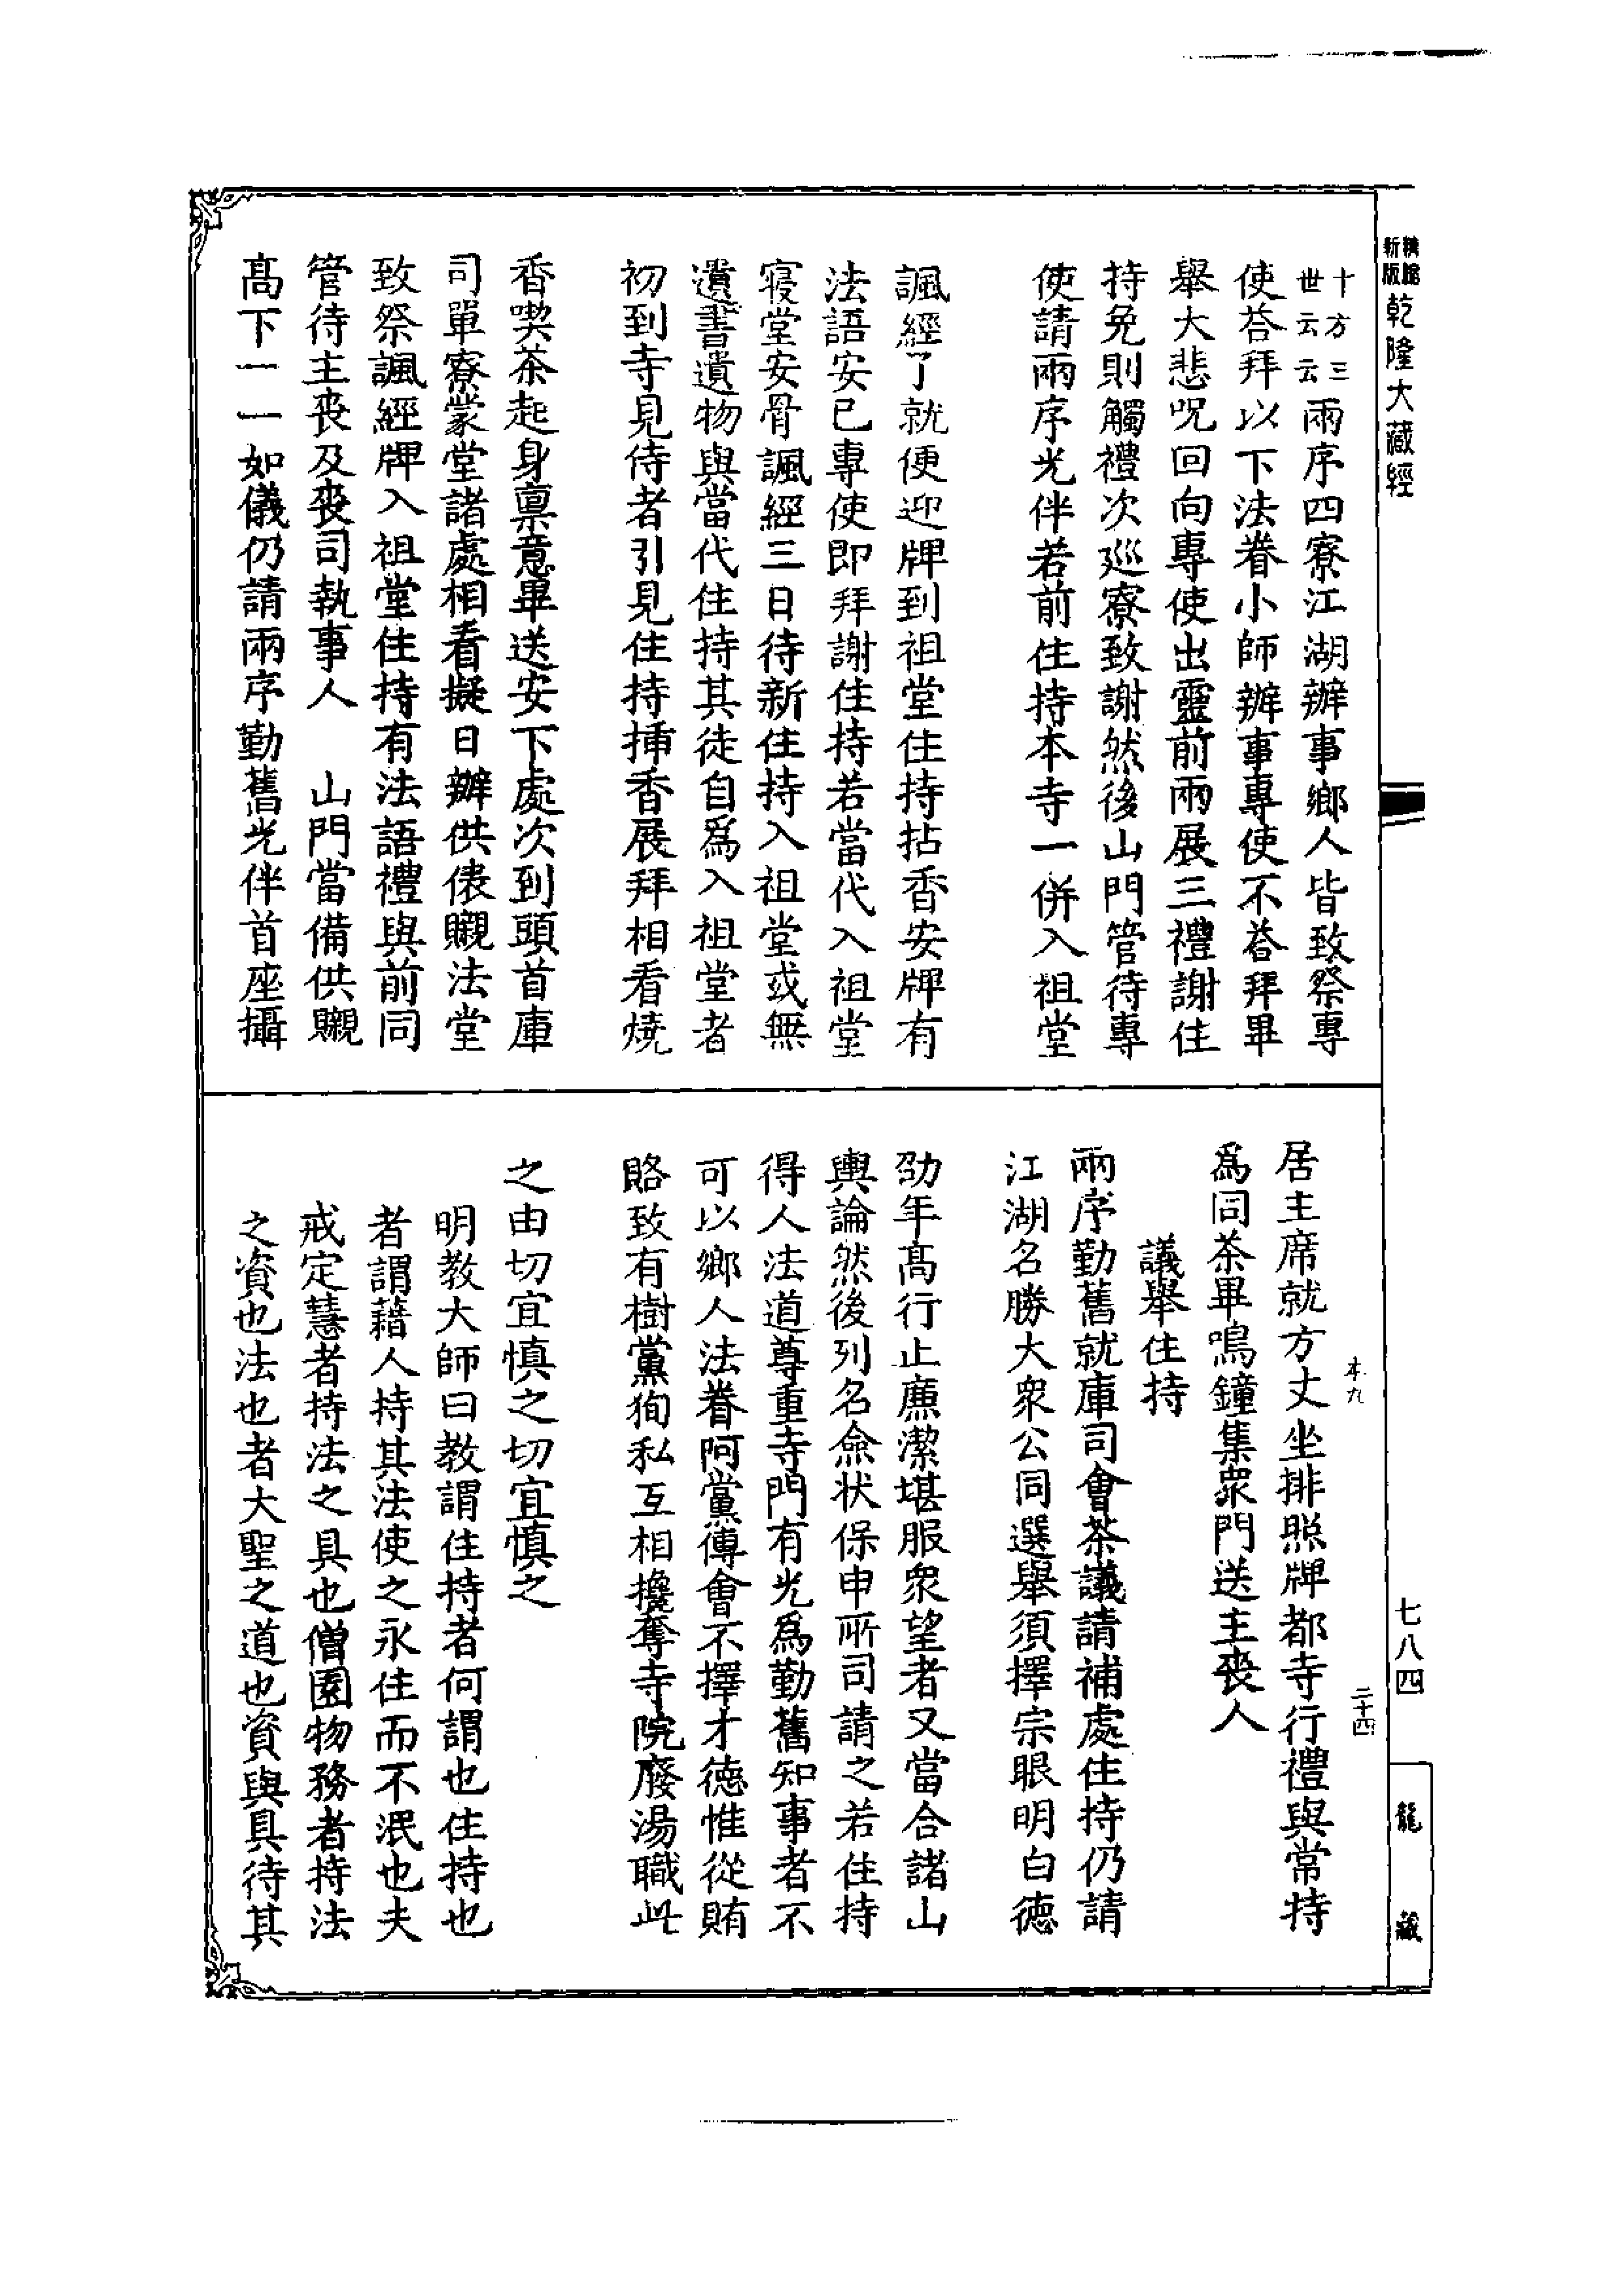 乾隆大藏經
新版
十方三
世云云
兩序四寮江湖辦事鄉人皆致祭專
使荅拜以下法眷小師辦事專使不荅拜畢
舉大悲呪回向專使出靈前兩展三禮謝住
持免則觸禮次巡寮致謝然後山門管待專
使請兩序光伴若前住持本寺一併入祖堂
諷經了就便迎牌到祖堂住持拈香安牌有
法語安已專使即拜謝住持若當代入祖堂
寢堂安骨諷經三日待新住持入祖堂或無
遺書遺物與當代住持其徒自爲入祖堂者
初到寺見侍者引見住持揷香展拜相看燒
香喫茶起身禀意畢送安下處次到頭首庫
司單寮蒙堂諸處相看擬日辦供俵䞋法堂
致祭諷經牌入祖堂住持有法語禮與前同
管待主喪及喪司執事人　山門當備供䞋
髙下一一如儀仍請兩序勤舊光伴首座攝
居主席就方丈坐排照牌都寺行禮與常持
爲同茶畢鳴鐘集衆門送主喪人
議舉住持
兩序勤舊就庫司會茶議請補處住持仍請
江湖名勝大衆公同選舉須擇宗眼明白德
劭年髙行止廉潔堪服衆望者又當合諸山
輿論然後列名僉狀保申所司請之若住持
得人法道尊重寺門有光爲勤舊知事者不
可以鄉人法眷阿黨傳會不擇才德惟從賄
賂致有樹黨徇私互相攙奪寺院廢湯職此
之由切宜慎之切宜慎之
明教大師曰教謂住持者何謂也住持也
者謂藉人持其法使之永住而不泯也夫
戒定慧者持法之具也僧園物務者持法
之資也法也者大聖之道也資與具待其
本九
二十四
七八四
龍藏